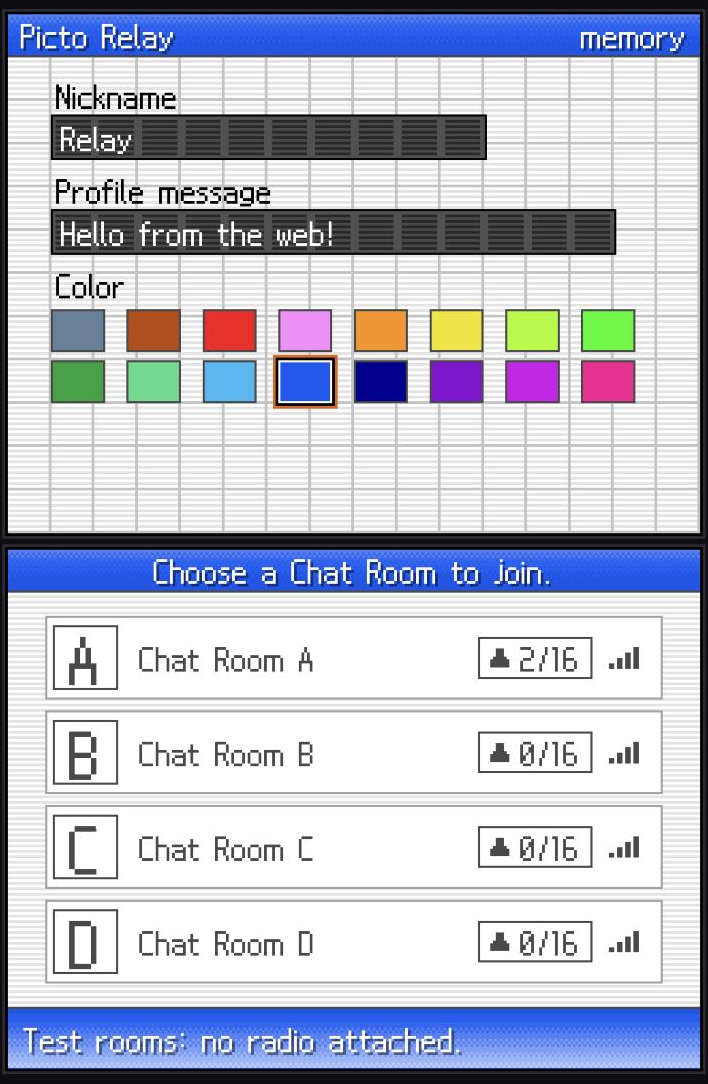 Picto Relay memory
Nickname
Relay
Profile message
Hello from the web!
Color
Choose a Chat Room to Join.
A Chat Room A 2/16
B Chat Room B 0/16
C Chat Room C 0/16
D Chat Room D 0/16
Test rooms: no radio attached.